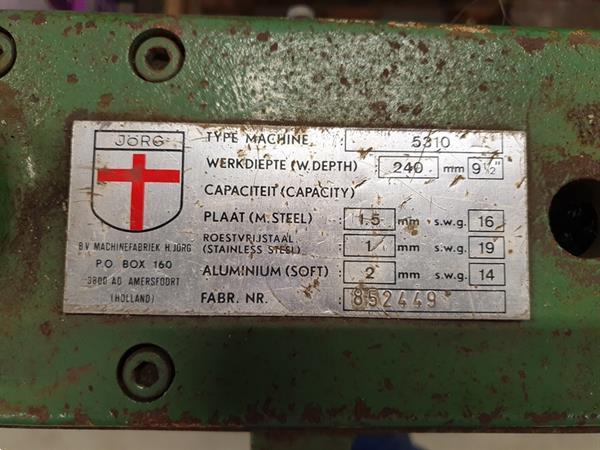 JÖRG
B.V. MACHINEFABRIEK H. JÖRG
P.O. BOX 160
3800 AD AMERSFOORT
(HOLLAND)
TYPE MACHINE 5310
WERKDIEPTE (W. DEPTH) : 240 mm 9½"
CAPACITEIT (CAPACITY)
PLAAT (M. STEEL) : 1.5 mm s.w.g. 16
ROESTVRIJSTAAL (STAINLESS STEEL) : 1 mm s.w.g. 19
ALUMINIUM (SOFT) : 2 mm s.w.g. 14
FABR. NR. : 852449